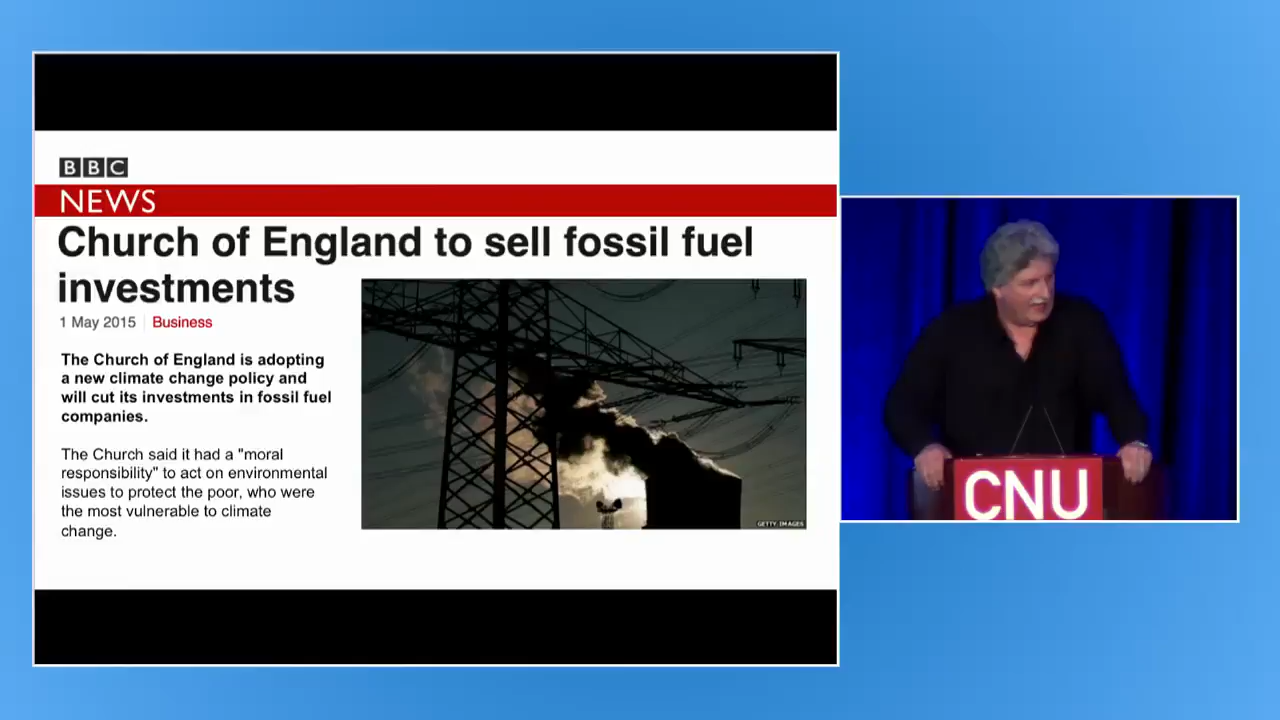 BBC
NEWS
Church of England to sell fossil fuel
investments
1 May 2015 Business
The Church of England is adopting
a new climate change policy and
will cut its investments in fossil fuel
companies.
The Church said it had a "moral
responsibility" to act on environmental
issues to protect the poor, who were
the most vulnerable to climate
change.
GETTY IMAGES
CNU